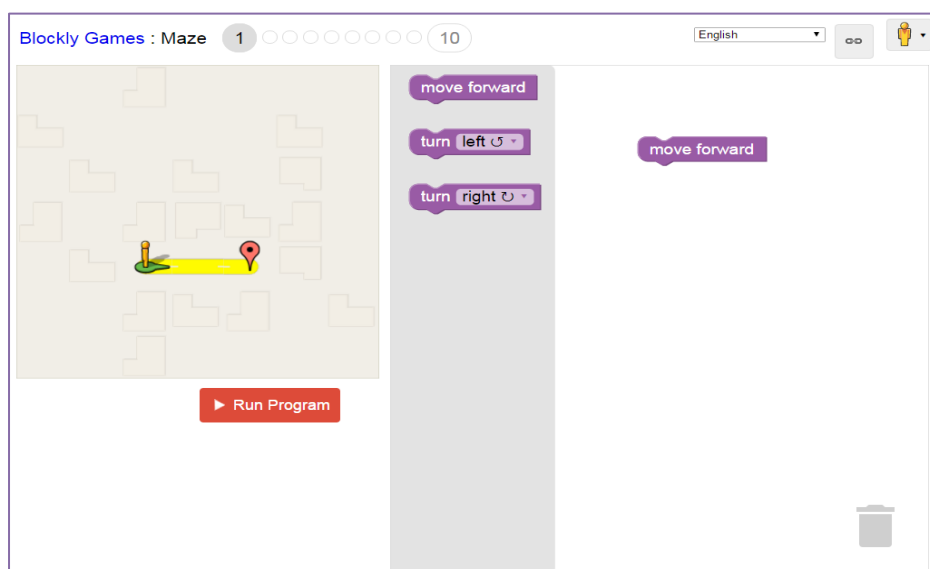 Blockly Games : Maze 1 10 English
move forward
turn left ↺
turn right ↻
move forward
Run Program